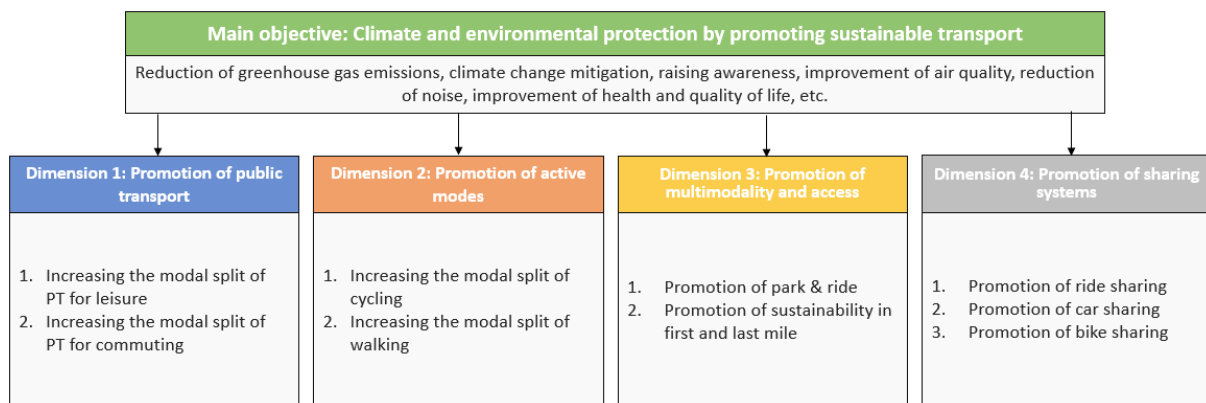 Main objective: Climate and environmental protection by promoting sustainable transport
Reduction of greenhouse gas emissions, climate change mitigation, raising awareness, improvement of air quality, reduction
of noise, improvement of health and quality of life, etc.
Dimension 1: Promotion of public
transport
1. Increasing the modal split of
PT for leisure
2. Increasing the modal split of
PT for commuting
Dimension 2: Promotion of active
modes
1. Increasing the modal split of
cycling
2. Increasing the modal split of
walking
Dimension 3: Promotion of
multimodality and access
1. Promotion of park & ride
2. Promotion of sustainability in
first and last mile
Dimension 4: Promotion of sharing
systems
1. Promotion of ride sharing
2. Promotion of car sharing
3. Promotion of bike sharing